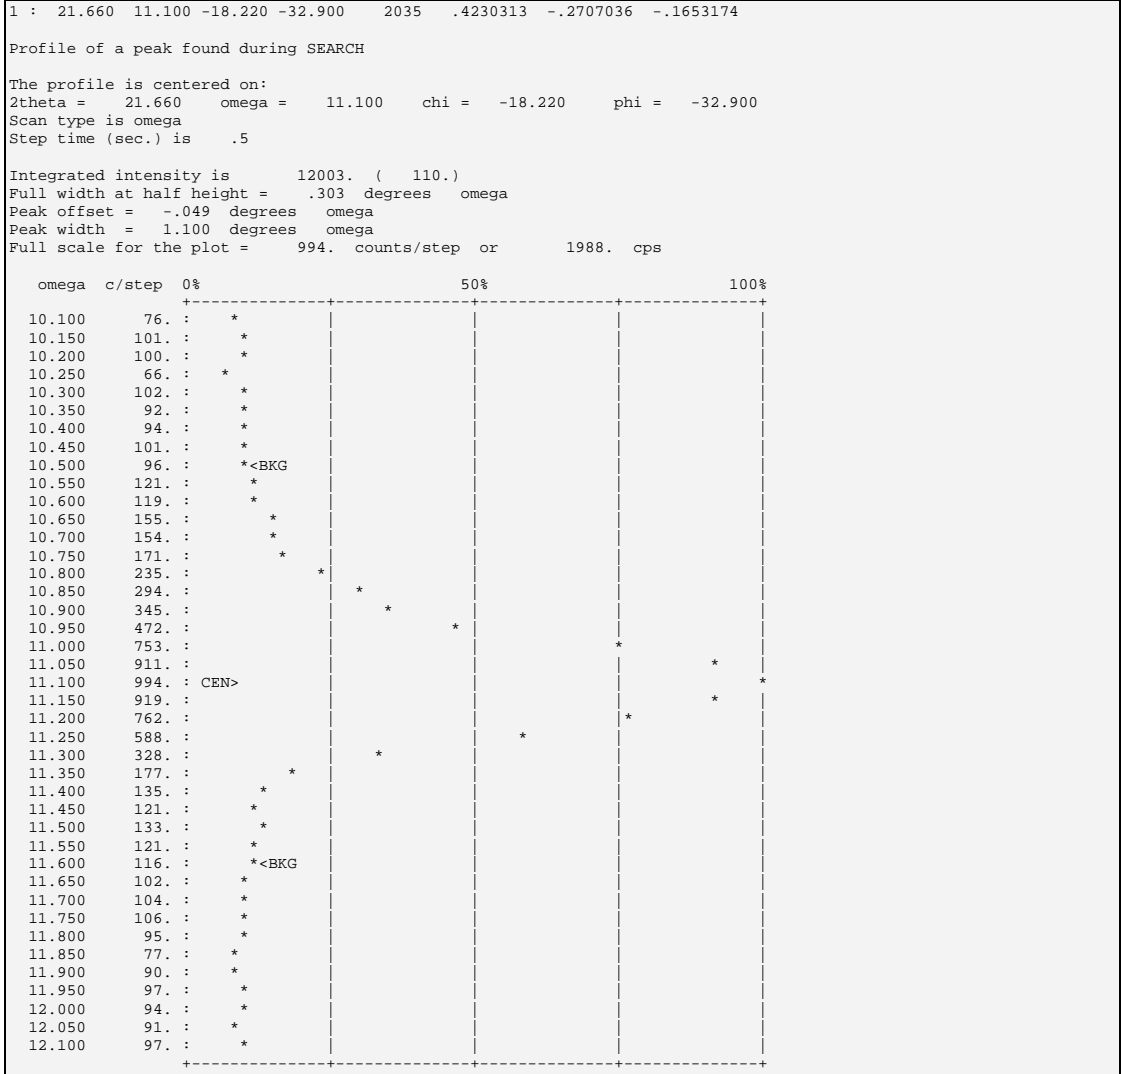 1 :  21.660  11.100 -18.220 -32.900    2035   .4230313  -.2707036  -.1653174
Profile of a peak found during SEARCH
The profile is centered on:
2theta =    21.660    omega =    11.100    chi =  -18.220     phi =  -32.900
Scan type is omega
Step time (sec.) is    .5
Integrated intensity is       12003. (   110.)
Full width at half height =    .303  degrees   omega
Peak offset =   -.049  degrees   omega
Peak width  =   1.100  degrees   omega
Full scale for the plot =     994.  counts/step  or       1988.  cps
   omega  c/step  0%                            50%                          100%
                  +--------------+--------------+--------------+--------------+
  10.100      76. :    *         |              |              |              |
  10.150     101. :     *        |              |              |              |
  10.200     100. :     *        |              |              |              |
  10.250      66. :   *          |              |              |              |
  10.300     102. :     *        |              |              |              |
  10.350      92. :     *        |              |              |              |
  10.400      94. :     *        |              |              |              |
  10.450     101. :     *        |              |              |              |
  10.500      96. :     *<BKG    |              |              |              |
  10.550     121. :      *       |              |              |              |
  10.600     119. :      *       |              |              |              |
  10.650     155. :        *     |              |              |              |
  10.700     154. :        *     |              |              |              |
  10.750     171. :         *    |              |              |              |
  10.800     235. :             *|              |              |              |
  10.850     294. :              |  *           |              |              |
  10.900     345. :              |     *        |              |              |
  10.950     472. :              |            * |              |              |
  11.000     753. :              |              |              *              |
  11.050     911. :              |              |              |         *    |
  11.100     994. : CEN>         |              |              |              *
  11.150     919. :              |              |              |         *    |
  11.200     762. :              |              |              |*             |
  11.250     588. :              |              |    *         |              |
  11.300     328. :              |    *         |              |              |
  11.350     177. :          *   |              |              |              |
  11.400     135. :       *      |              |              |              |
  11.450     121. :      *       |              |              |              |
  11.500     133. :       *      |              |              |              |
  11.550     121. :      *       |              |              |              |
  11.600     116. :      *<BKG   |              |              |              |
  11.650     102. :     *        |              |              |              |
  11.700     104. :     *        |              |              |              |
  11.750     106. :     *        |              |              |              |
  11.800      95. :     *        |              |              |              |
  11.850      77. :    *         |              |              |              |
  11.900      90. :    *         |              |              |              |
  11.950      97. :     *        |              |              |              |
  12.000      94. :     *        |              |              |              |
  12.050      91. :    *         |              |              |              |
  12.100      97. :     *        |              |              |              |
                  +--------------+--------------+--------------+--------------+